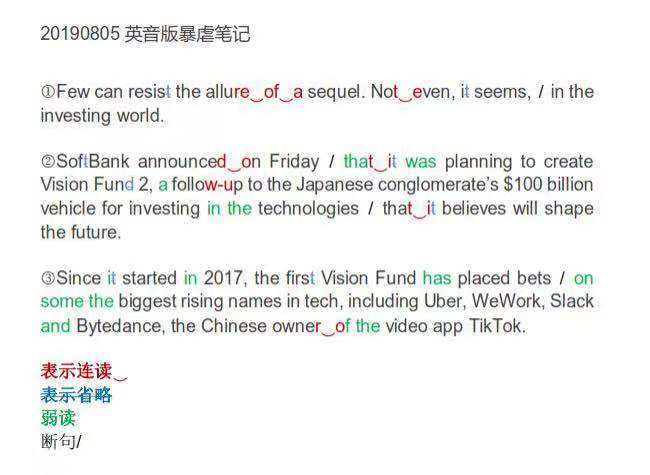 20190805 英音版暴虐笔记
①Few can resist the allure‿of‿a sequel. Not‿even, it seems, / in the
investing world.
②SoftBank announced‿on Friday / that‿it was planning to create
Vision Fund 2, a follow-up to the Japanese conglomerate’s $100 billion
vehicle for investing in the technologies / that‿it believes will shape
the future.
③Since it started in 2017, the first Vision Fund has placed bets / on
some the biggest rising names in tech, including Uber, WeWork, Slack
and Bytedance, the Chinese owner‿of the video app TikTok.
表示连读‿
表示省略
弱读
断句/